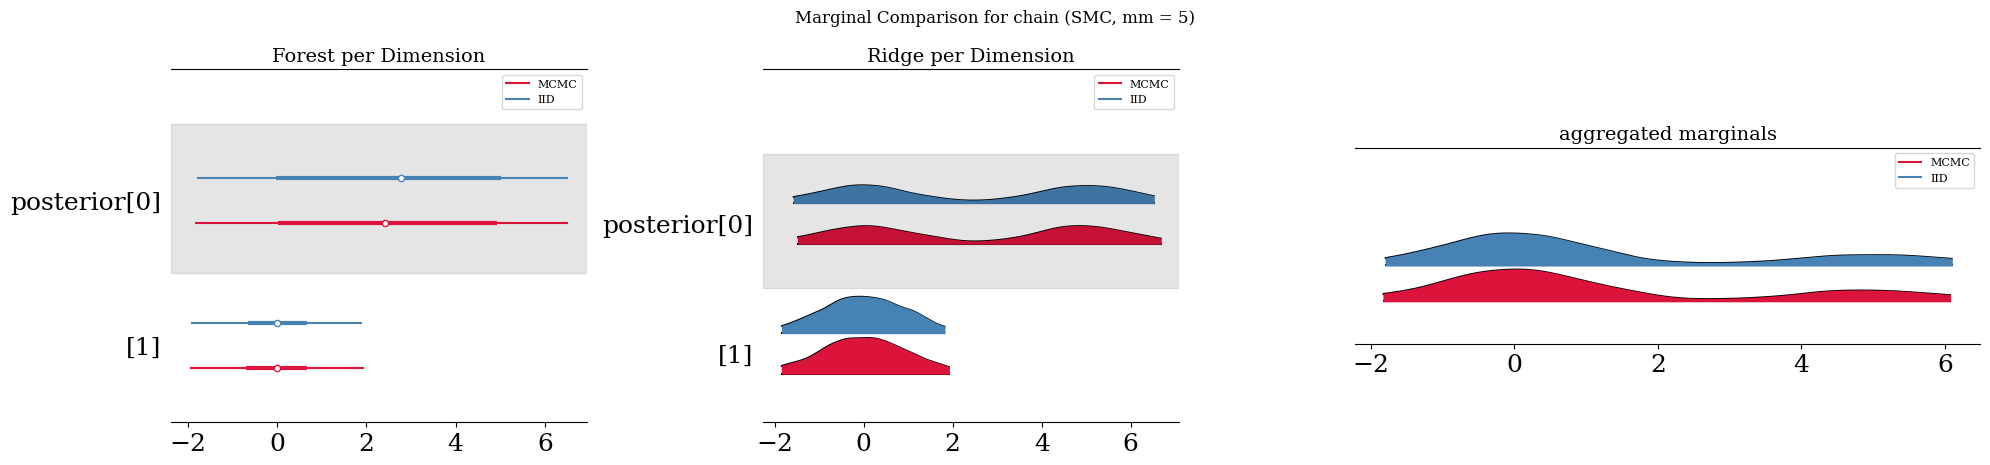 Marginal Comparison for chain (SMC, mm = 5)
Forest per Dimension
MCMC
IID
posterior[0]
[1]
−2 0 2 4 6
Ridge per Dimension
MCMC
IID
posterior[0]
[1]
−2 0 2 4 6
aggregated marginals
MCMC
IID
−2 0 2 4 6